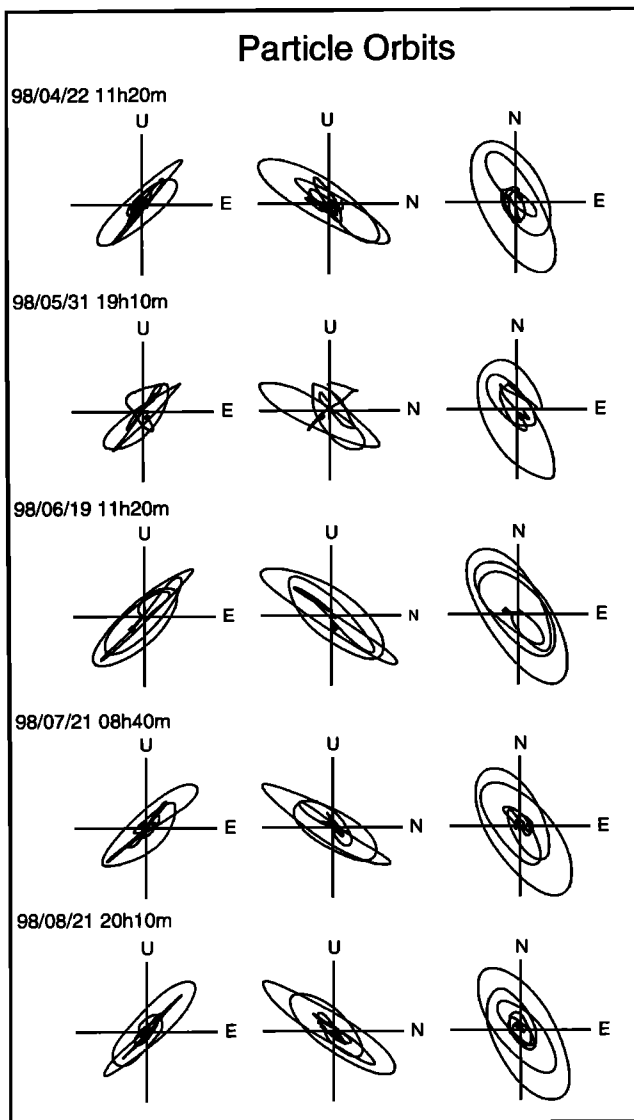 Particle Orbits
98/04/22 11h20m
U U N
E N E
98/05/31 19h10m
U U N
E N E
98/06/19 11h20m
U U N
E N E
98/07/21 08h40m
U U N
E N E
98/08/21 20h10m
U U N
E N E